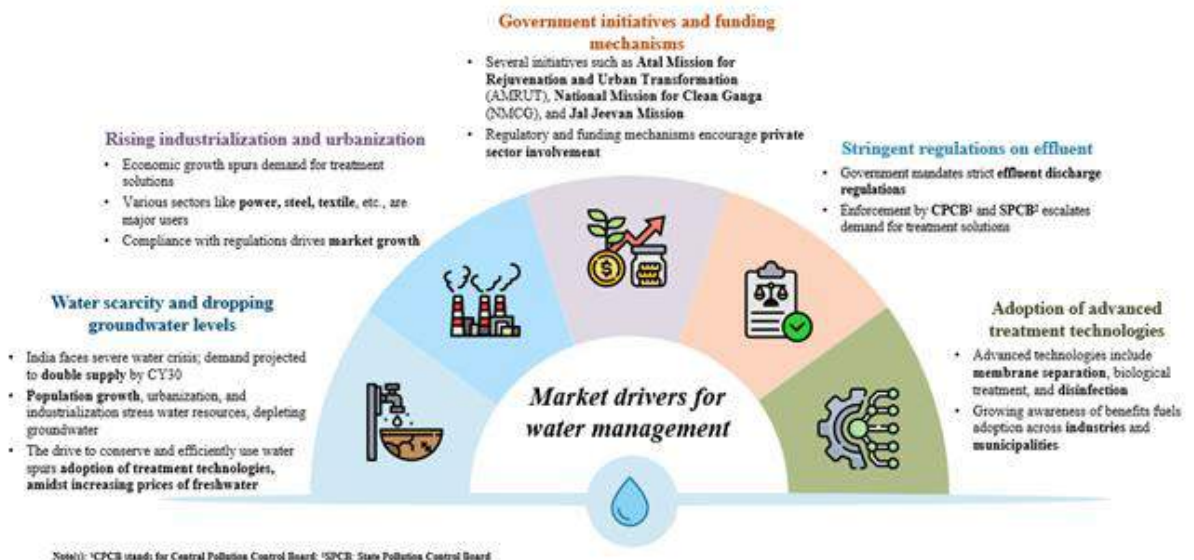 Government initiatives and funding
mechanisms
• Several initiatives such as Atal Mission for
Rejuvenation and Urban Transformation
(AMRUT), National Mission for Clean Ganga
(NMCG), and Jal Jeevan Mission
• Regulatory and funding mechanisms encourage private
sector involvement
Rising industrialization and urbanization
• Economic growth spurs demand for treatment
solutions
• Various sectors like power, steel, textile, etc., are
major users
• Compliance with regulations drives market growth
Stringent regulations on effluent
• Government mandates strict effluent discharge
regulations
• Enforcement by CPCB¹ and SPCB² escalates
demand for treatment solutions
Water scarcity and dropping
groundwater levels
• India faces severe water crisis; demand projected
to double supply by CY30
• Population growth, urbanization, and
industrialization stress water resources, depleting
groundwater
• The drive to conserve and efficiently use water
spurs adoption of treatment technologies,
amidst increasing prices of freshwater
Adoption of advanced
treatment technologies
• Advanced technologies include
membrane separation, biological
treatment, and disinfection
• Growing awareness of benefits fuels
adoption across industries and
municipalities
Market drivers for
water management
Note(s): ¹CPCB stands for Central Pollution Control Board; ²SPCB: State Pollution Control Board